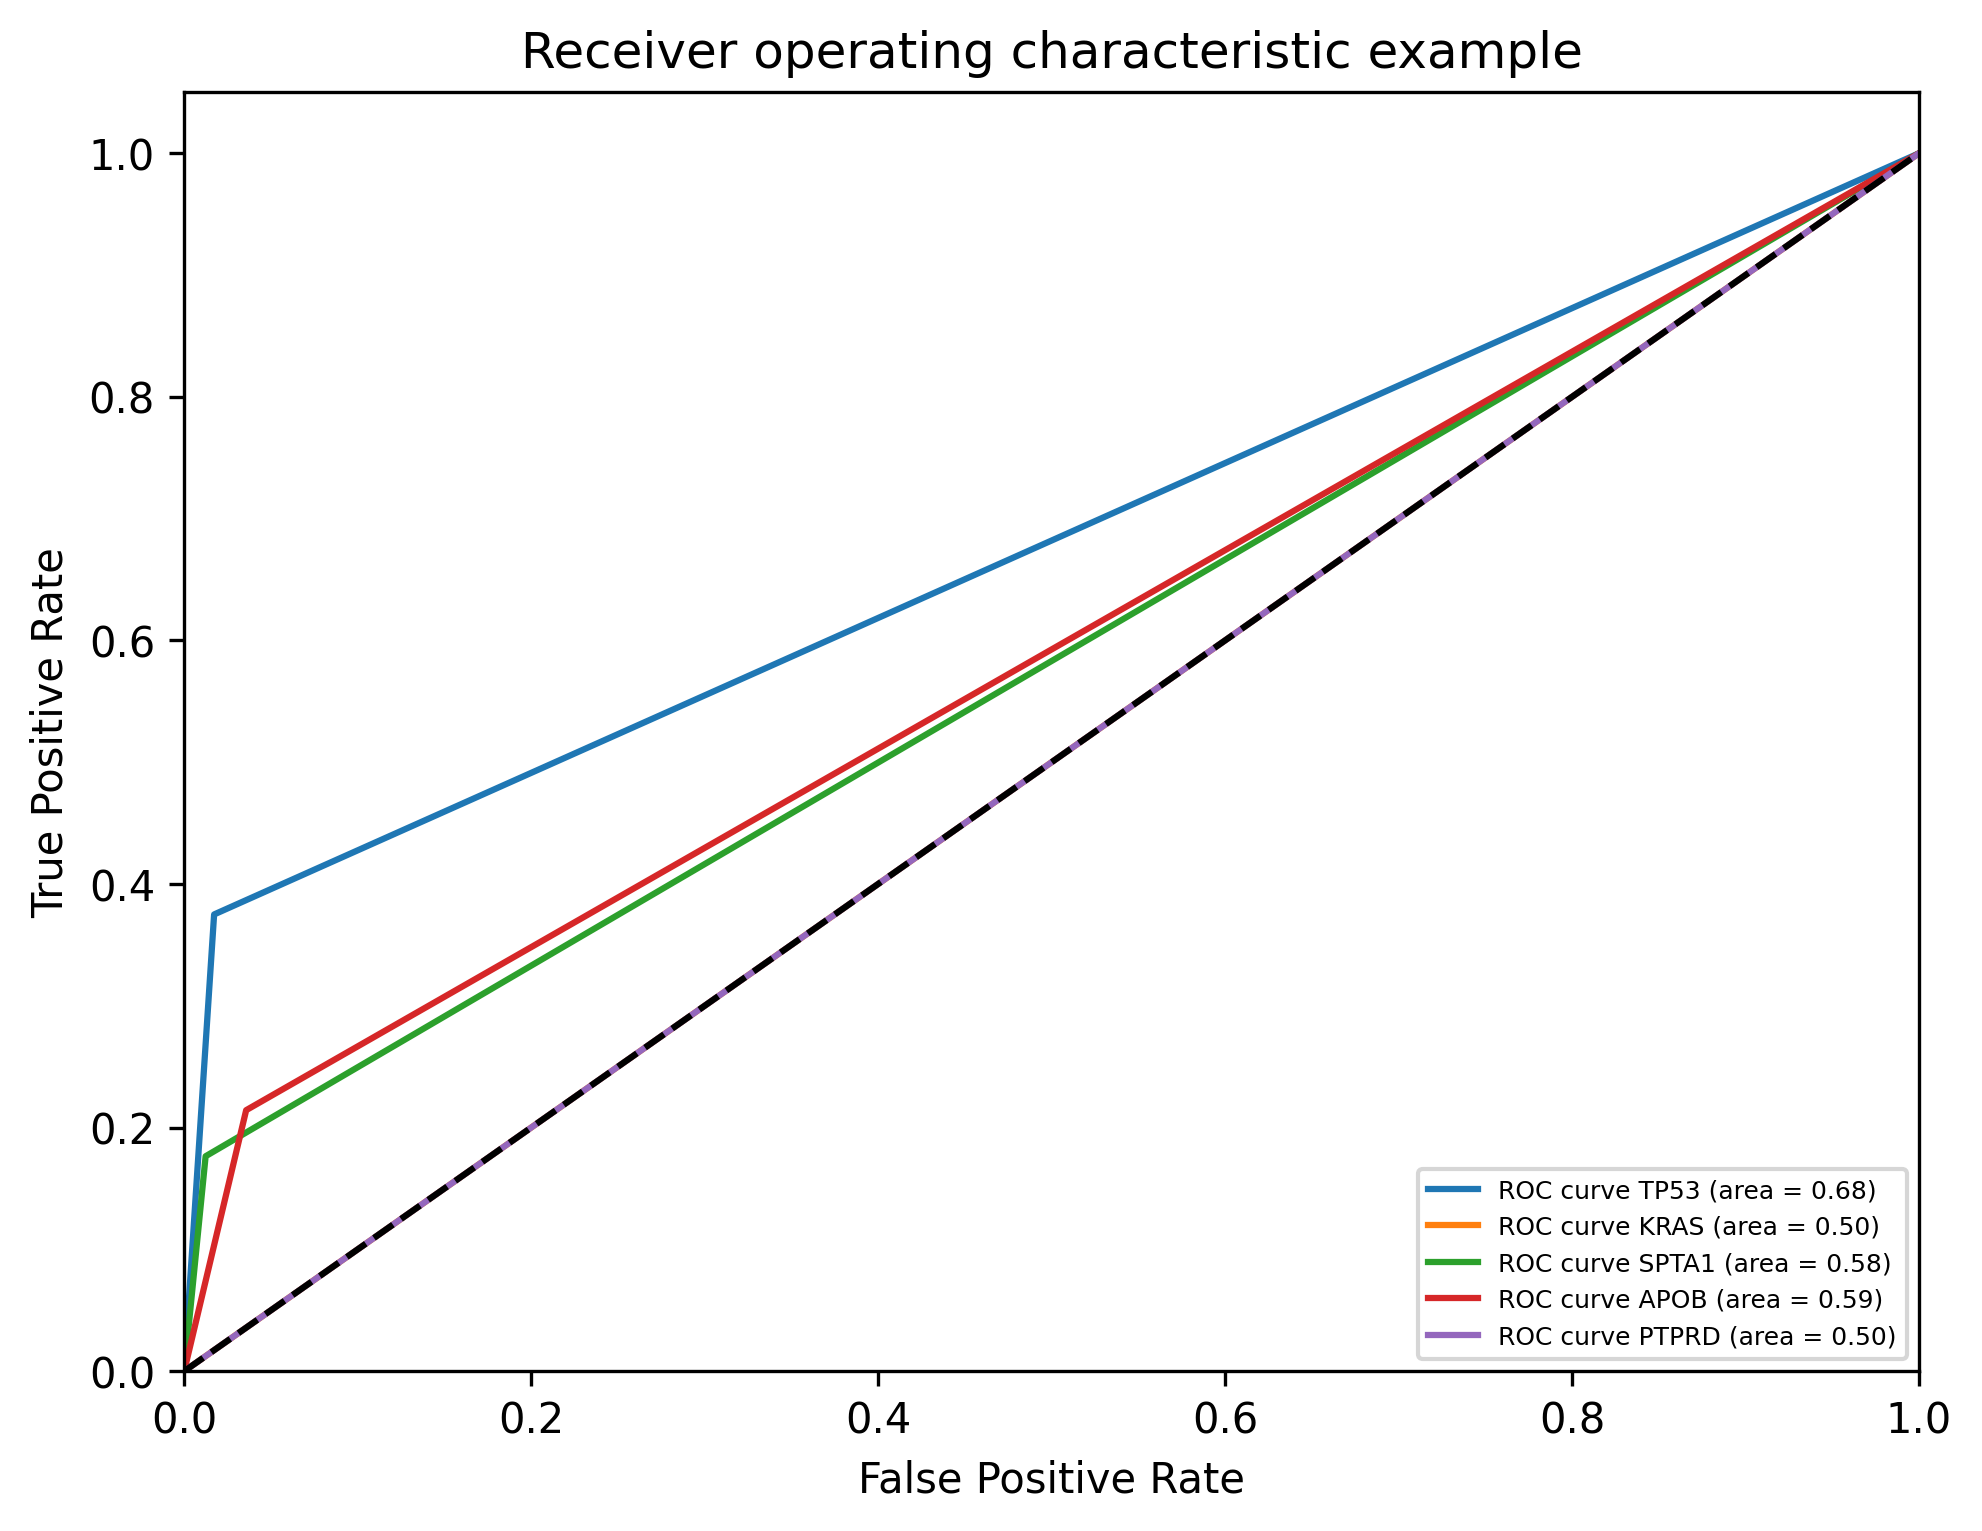 Receiver operating characteristic example
1.0
0.8
0.6
0.4
0.2
0.0
True Positive Rate
0.0 0.2 0.4 0.6 0.8 1.0
False Positive Rate
ROC curve TP53 (area = 0.68)
ROC curve KRAS (area = 0.50)
ROC curve SPTA1 (area = 0.58)
ROC curve APOB (area = 0.59)
ROC curve PTPRD (area = 0.50)